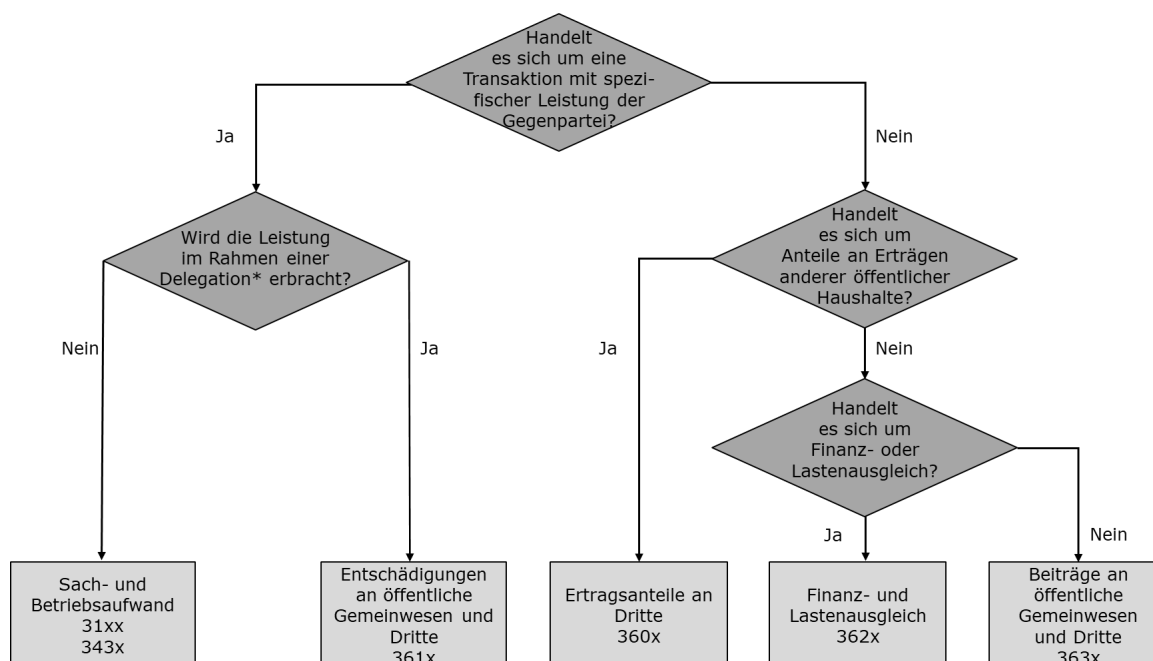 Handelt
es sich um eine
Transaktion mit spezi-
fischer Leistung der
Gegenpartei?
Ja
Nein
Wird die Leistung
im Rahmen einer
Delegation* erbracht?
Handelt
es sich um
Anteile an Erträgen
anderer öffentlicher
Haushalte?
Nein
Ja
Ja
Nein
Handelt
es sich um
Finanz- oder
Lastenausgleich?
Ja
Nein
Sach- und
Betriebsaufwand
31xx
343x
Entschädigungen
an öffentliche
Gemeinwesen und
Dritte
361x
Ertragsanteile an
Dritte
360x
Finanz- und
Lastenausgleich
362x
Beiträge an
öffentliche
Gemeinwesen
und Dritte
363x